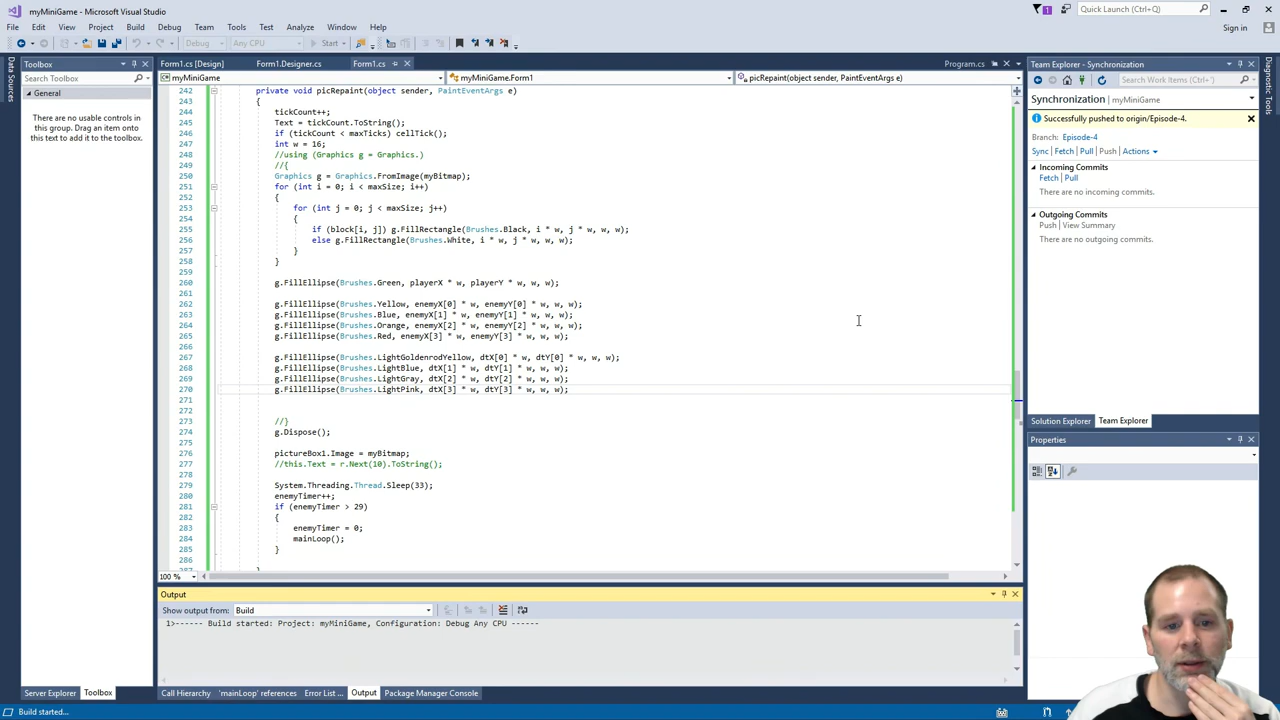 myMiniGame - Microsoft Visual Studio
1
Quick Launch (Ctrl+Q)
File Edit View Project Build Debug Team Tools Test Analyze Window Help
Sign in
Debug Any CPU Start
Data Sources
Toolbox
Search Toolbox
General
There are no usable controls in
this group. Drag an item onto
this text to add it to the toolbox.
Form1.cs [Design] Form1.Designer.cs Form1.cs Program.cs
myMiniGame myMiniGame.Form1 picRepaint(object sender, PaintEventArgs e)
242 private void picRepaint(object sender, PaintEventArgs e)
243 {
244 tickCount++;
245 Text = tickCount.ToString();
246 if (tickCount < maxTicks) cellTick();
247 int w = 16;
248 //using (Graphics g = Graphics.)
249 //{
250 Graphics g = Graphics.FromImage(myBitmap);
251 for (int i = 0; i < maxSize; i++)
252 {
253 for (int j = 0; j < maxSize; j++)
254 {
255 if (block[i, j]) g.FillRectangle(Brushes.Black, i * w, j * w, w, w);
256 else g.FillRectangle(Brushes.White, i * w, j * w, w, w);
257 }
258 }
259
260 g.FillEllipse(Brushes.Green, playerX * w, playerY * w, w, w);
261
262 g.FillEllipse(Brushes.Yellow, enemyX[0] * w, enemyY[0] * w, w, w);
263 g.FillEllipse(Brushes.Blue, enemyX[1] * w, enemyY[1] * w, w, w);
264 g.FillEllipse(Brushes.Orange, enemyX[2] * w, enemyY[2] * w, w, w);
265 g.FillEllipse(Brushes.Red, enemyX[3] * w, enemyY[3] * w, w, w);
266
267 g.FillEllipse(Brushes.LightGoldenrodYellow, dtX[0] * w, dtY[0] * w, w, w);
268 g.FillEllipse(Brushes.LightBlue, dtX[1] * w, dtY[1] * w, w, w);
269 g.FillEllipse(Brushes.LightGray, dtX[2] * w, dtY[2] * w, w, w);
270 g.FillEllipse(Brushes.LightPink, dtX[3] * w, dtY[3] * w, w, w);
271
272
273 //}
274 g.Dispose();
275
276 pictureBox1.Image = myBitmap;
277 //this.Text = r.Next(10).ToString();
278
279 System.Threading.Thread.Sleep(33);
280 enemyTimer++;
281 if (enemyTimer > 29)
282 {
283 enemyTimer = 0;
284 mainLoop();
285 }
286
287 }
100 %
Output
Show output from: Build
1>------ Build started: Project: myMiniGame, Configuration: Debug Any CPU ------
Server Explorer Toolbox
Call Hierarchy 'mainLoop' references Error List ... Output Package Manager Console
Build started...
Team Explorer - Synchronization
Search Work Items (Ctrl+')
Synchronization myMiniGame
Successfully pushed to origin/Episode-4.
Branch: Episode-4
Sync Fetch Pull Push Actions
Incoming Commits
Fetch Pull
There are no incoming commits.
Outgoing Commits
Push View Summary
There are no outgoing commits.
Solution Explorer Team Explorer
Properties
Diagnostic Tools